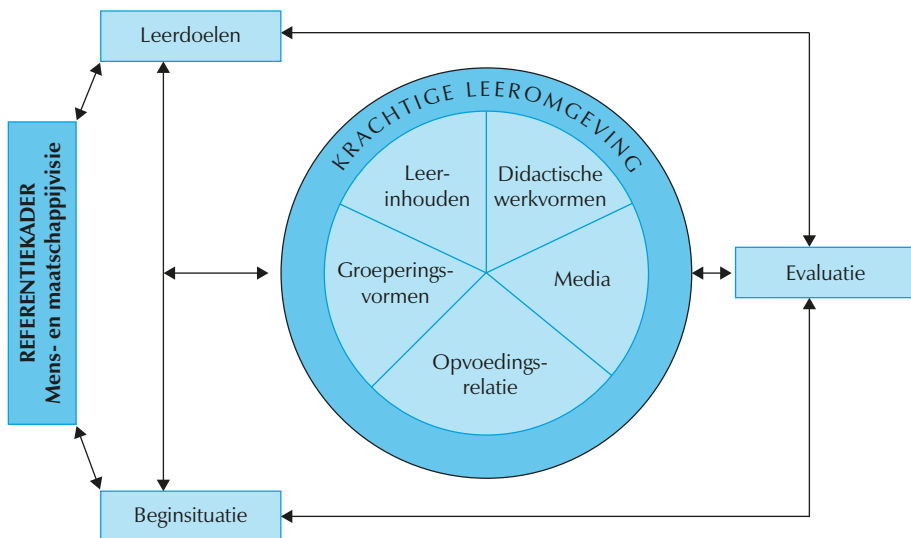 Leerdoelen
REFERENTIEKADER
Mens- en maatschappijvisie
KRACHTIGE LEEROMGEVING
Leer-
inhouden
Didactische
werkvormen
Groeperings-
vormen
Media
Opvoedings-
relatie
Evaluatie
Beginsituatie